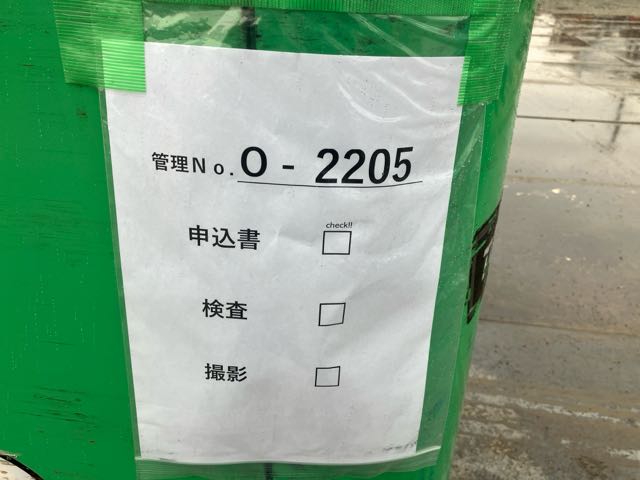 管理No. O - 2205
check!!
申込書 □
検査 □
撮影 □